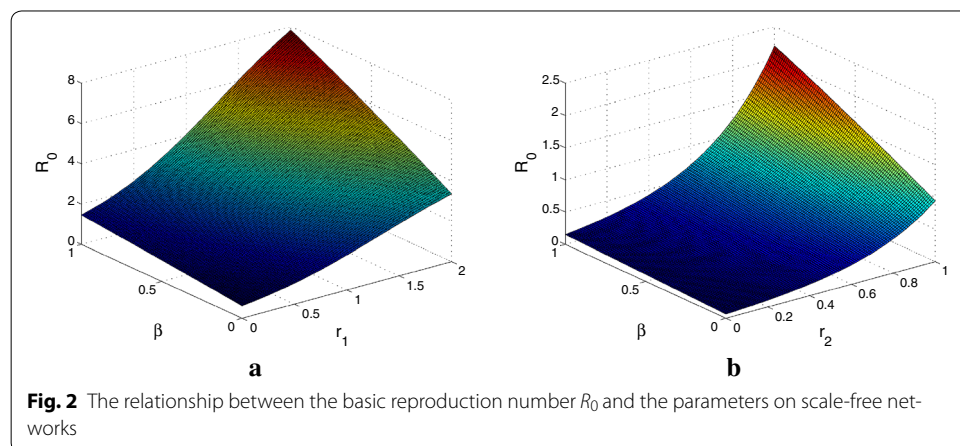 8
6
4
2
0
R0
1
0.5
0
β
0
0.5
1
1.5
2
r1
a
2.5
2
1.5
1
0.5
0
R0
1
0.5
0
β
0
0.2
0.4
0.6
0.8
1
r2
b
Fig. 2 The relationship between the basic reproduction number R0 and the parameters on scale-free net-
works